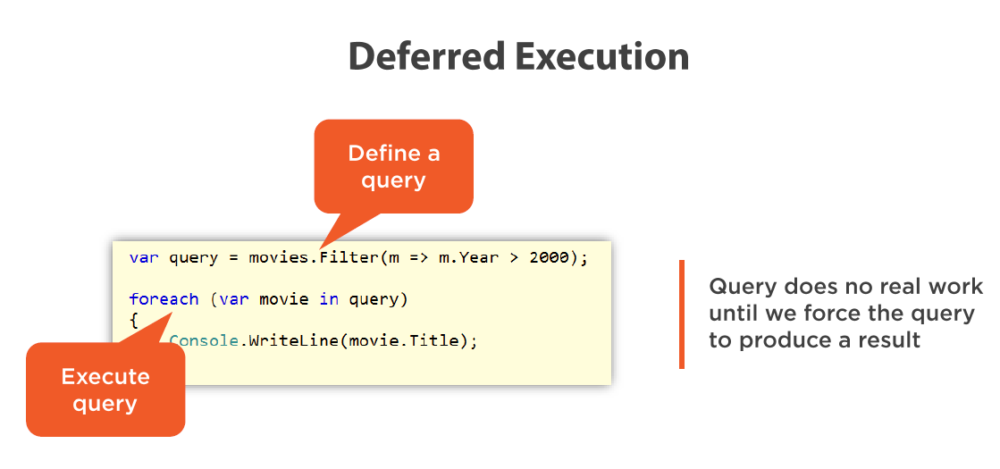 Deferred Execution
Define a
query
var query = movies.Filter(m => m.Year > 2000);
foreach (var movie in query)
{
Console.WriteLine(movie.Title);
Execute
query
Query does no real work
until we force the query
to produce a result